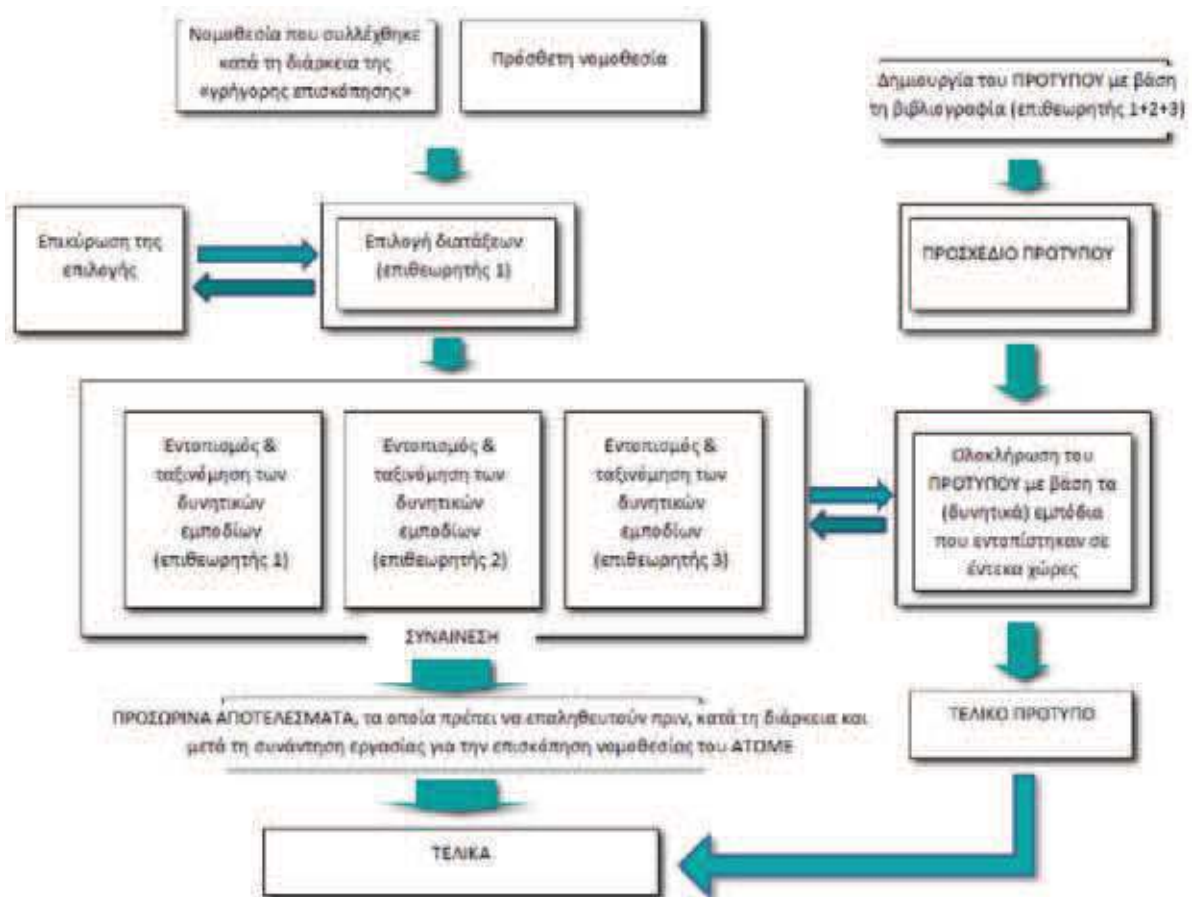 Νομοθεσία που συλλέχθηκε
κατά τη διάρκεια της
«γρήγορης επισκόπησης»
Πρόσθετη νομοθεσία
Δημιουργία του ΠΡΟΤΥΠΟΥ με βάση
τη βιβλιογραφία (επιθεωρητής 1+2+3)
Επικύρωση της
επιλογής
Επιλογή διατάξεων
(επιθεωρητής 1)
ΠΡΟΣΧΕΔΙΟ ΠΡΟΤΥΠΟΥ
Εντοπισμός &
ταξινόμηση των
δυνητικών
εμποδίων
(επιθεωρητής 1)
Εντοπισμός &
ταξινόμηση των
δυνητικών
εμποδίων
(επιθεωρητής 2)
Εντοπισμός &
ταξινόμηση των
δυνητικών
εμποδίων
(επιθεωρητής 3)
Ολοκλήρωση του
ΠΡΟΤΥΠΟΥ με βάση τα
(δυνητικά) εμπόδια
που εντοπίστηκαν σε
έντεκα χώρες
ΣΥΝΑΙΝΕΣΗ
ΠΡΟΣΩΡΙΝΑ ΑΠΟΤΕΛΕΣΜΑΤΑ, τα οποία πρέπει να επαληθευτούν πριν, κατά τη διάρκεια και
μετά τη συνάντηση εργασίας για την επισκόπηση νομοθεσίας του ATOME
ΤΕΛΙΚΟ ΠΡΟΤΥΠΟ
ΤΕΛΙΚΑ